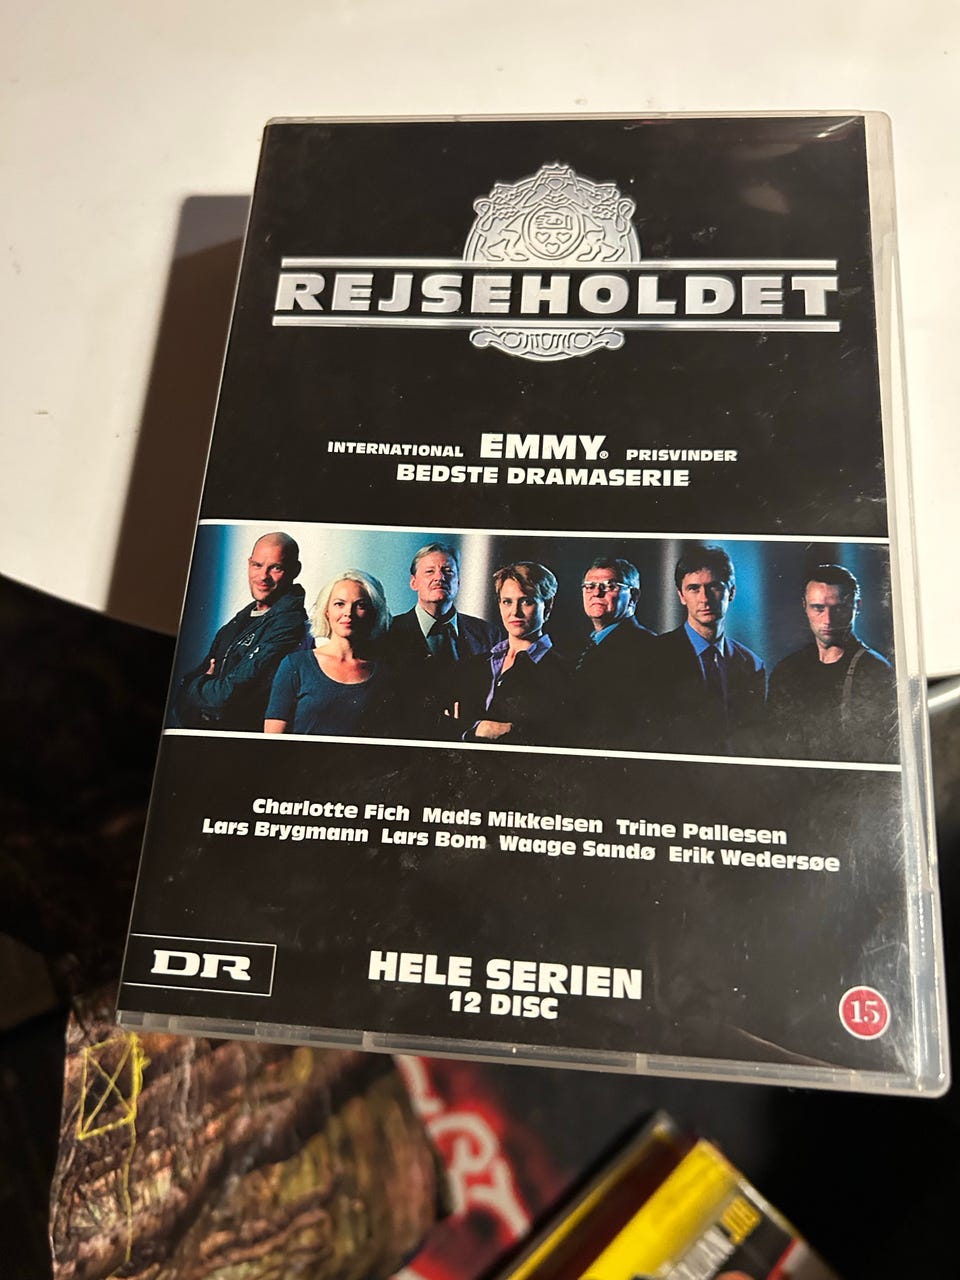 REJSEHOLDET
INTERNATIONAL EMMY® PRISVINDER
BEDSTE DRAMASERIE
Charlotte Fich Mads Mikkelsen Trine Pallesen
Lars Brygmann Lars Bom Waage Sandø Erik Wedersøe
DR
HELE SERIEN
12 DISC
15